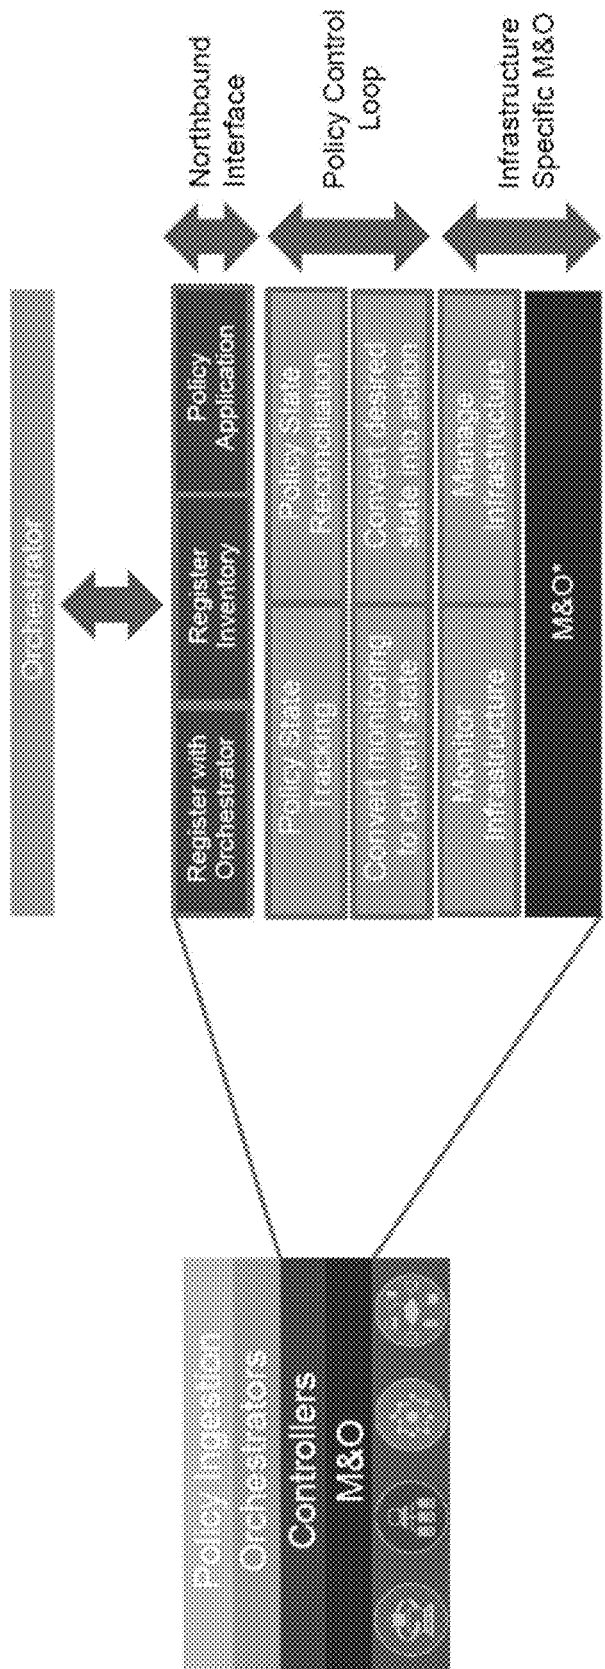 Policy Ingestion
Orchestrators
Controllers
M&O
Orchestrator
Register with
Orchestrator
Register
Inventory
Policy
Application
Northbound
Interface
Policy State
Tracking
Policy State
Reconciliation
Convert monitoring
to current state
Convert desired
state into action
Policy Control
Loop
Monitor
Infrastructure
Manage
Infrastructure
M&O*
Infrastructure
Specific M&O